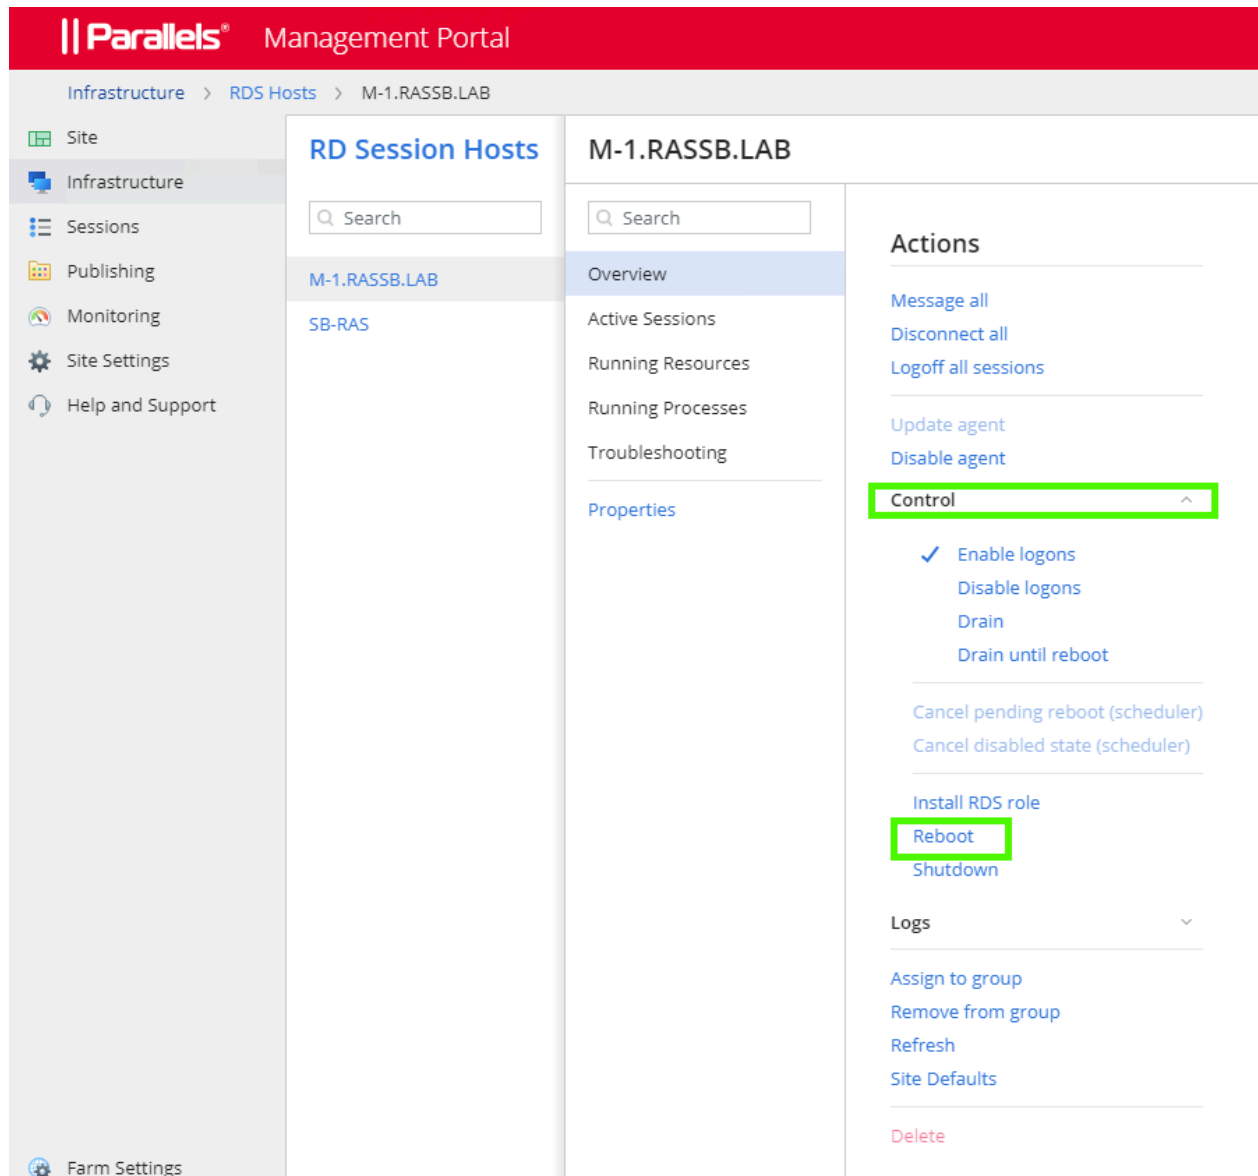 Parallels® Management Portal
Infrastructure > RDS Hosts > M-1.RASSB.LAB
Site
Infrastructure
Sessions
Publishing
Monitoring
Site Settings
Help and Support
Farm Settings
RD Session Hosts
Search
M-1.RASSB.LAB
SB-RAS
M-1.RASSB.LAB
Search
Overview
Active Sessions
Running Resources
Running Processes
Troubleshooting
Properties
Actions
Message all
Disconnect all
Logoff all sessions
Update agent
Disable agent
Control
Enable logons
Disable logons
Drain
Drain until reboot
Cancel pending reboot (scheduler)
Cancel disabled state (scheduler)
Install RDS role
Reboot
Shutdown
Logs
Assign to group
Remove from group
Refresh
Site Defaults
Delete